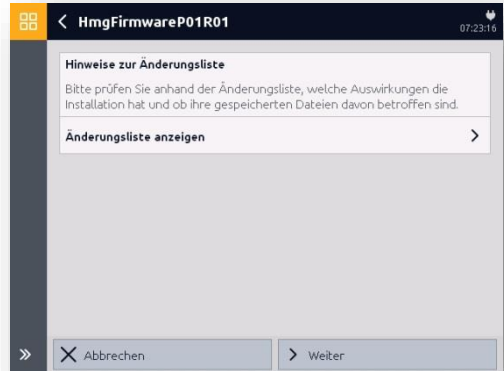 HmgFirmwareP01R01
07:23:16
Hinweise zur Änderungsliste
Bitte prüfen Sie anhand der Änderungsliste, welche Auswirkungen die
Installation hat und ob ihre gespeicherten Dateien davon betroffen sind.
Änderungsliste anzeigen
Abbrechen
Weiter